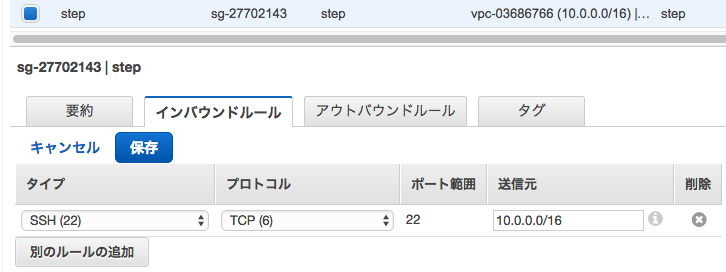 step sg-27702143 step vpc-03686766 (10.0.0.0/16) |... step
sg-27702143 | step
要約 インバウンドルール アウトバウンドルール タグ
キャンセル 保存
タイプ プロトコル ポート範囲 送信元 削除
SSH (22) TCP (6) 22 10.0.0.0/16
別のルールの追加